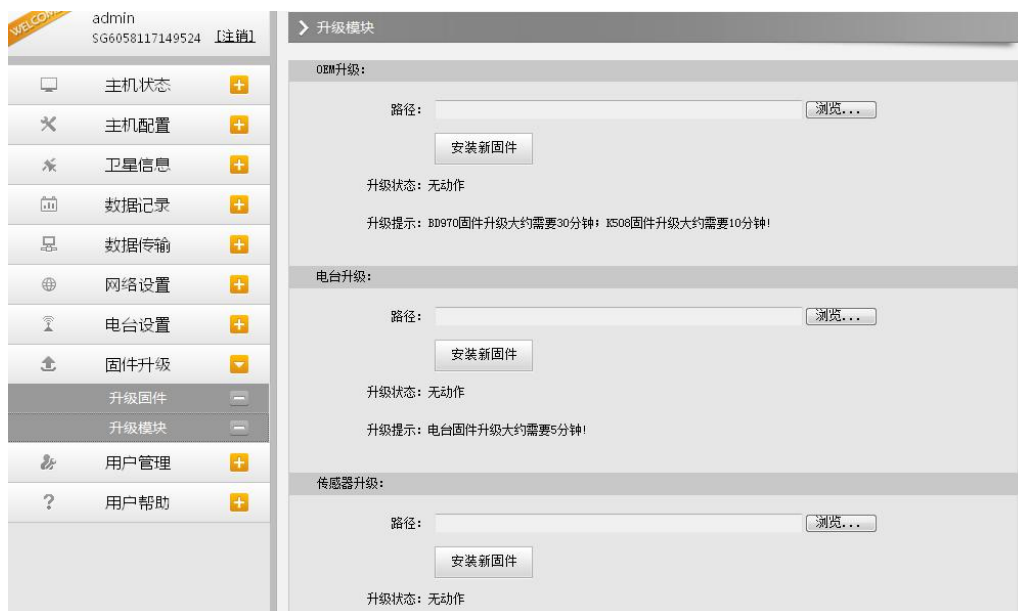 WELCOME
admin
SG6058117149524 [注销]
主机状态
主机配置
卫星信息
数据记录
数据传输
网络设置
电台设置
固件升级
升级固件
升级模块
用户管理
用户帮助
升级模块
OEM升级:
路径: 浏览...
安装新固件
升级状态: 无动作
升级提示: BD970固件升级大约需要30分钟; K508固件升级大约需要10分钟!
电台升级:
路径: 浏览...
安装新固件
升级状态: 无动作
升级提示: 电台固件升级大约需要5分钟!
传感器升级:
路径: 浏览...
安装新固件
升级状态: 无动作